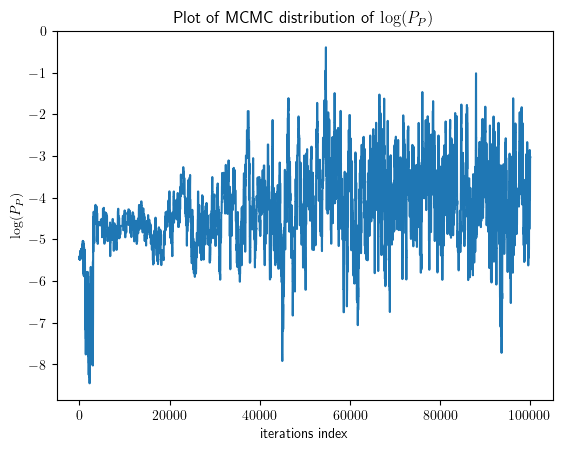 Plot of MCMC distribution of log(P_P)
0
−1
−2
−3
−4
−5
−6
−7
−8
log(P_P)
0 20000 40000 60000 80000 100000
iterations index